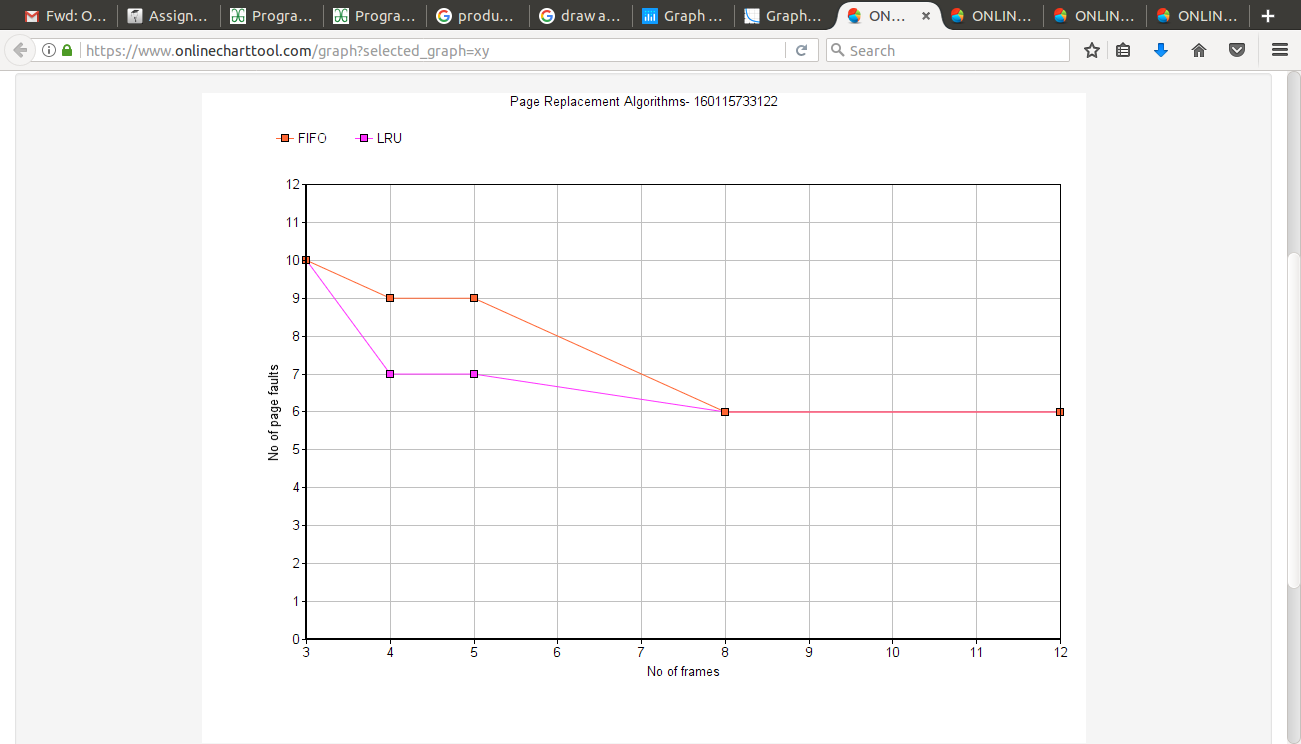 Fwd: O... Assign... Progra... Progra... produ... draw a... Graph ... Graph... ON... ONLIN... ONLIN... ONLIN...
https://www.onlinecharttool.com/graph?selected_graph=xy Search
Page Replacement Algorithms- 160115733122
FIFO LRU
12
11
10
9
8
7
6
5
4
3
2
1
0
No of page faults
3 4 5 6 7 8 9 10 11 12
No of frames